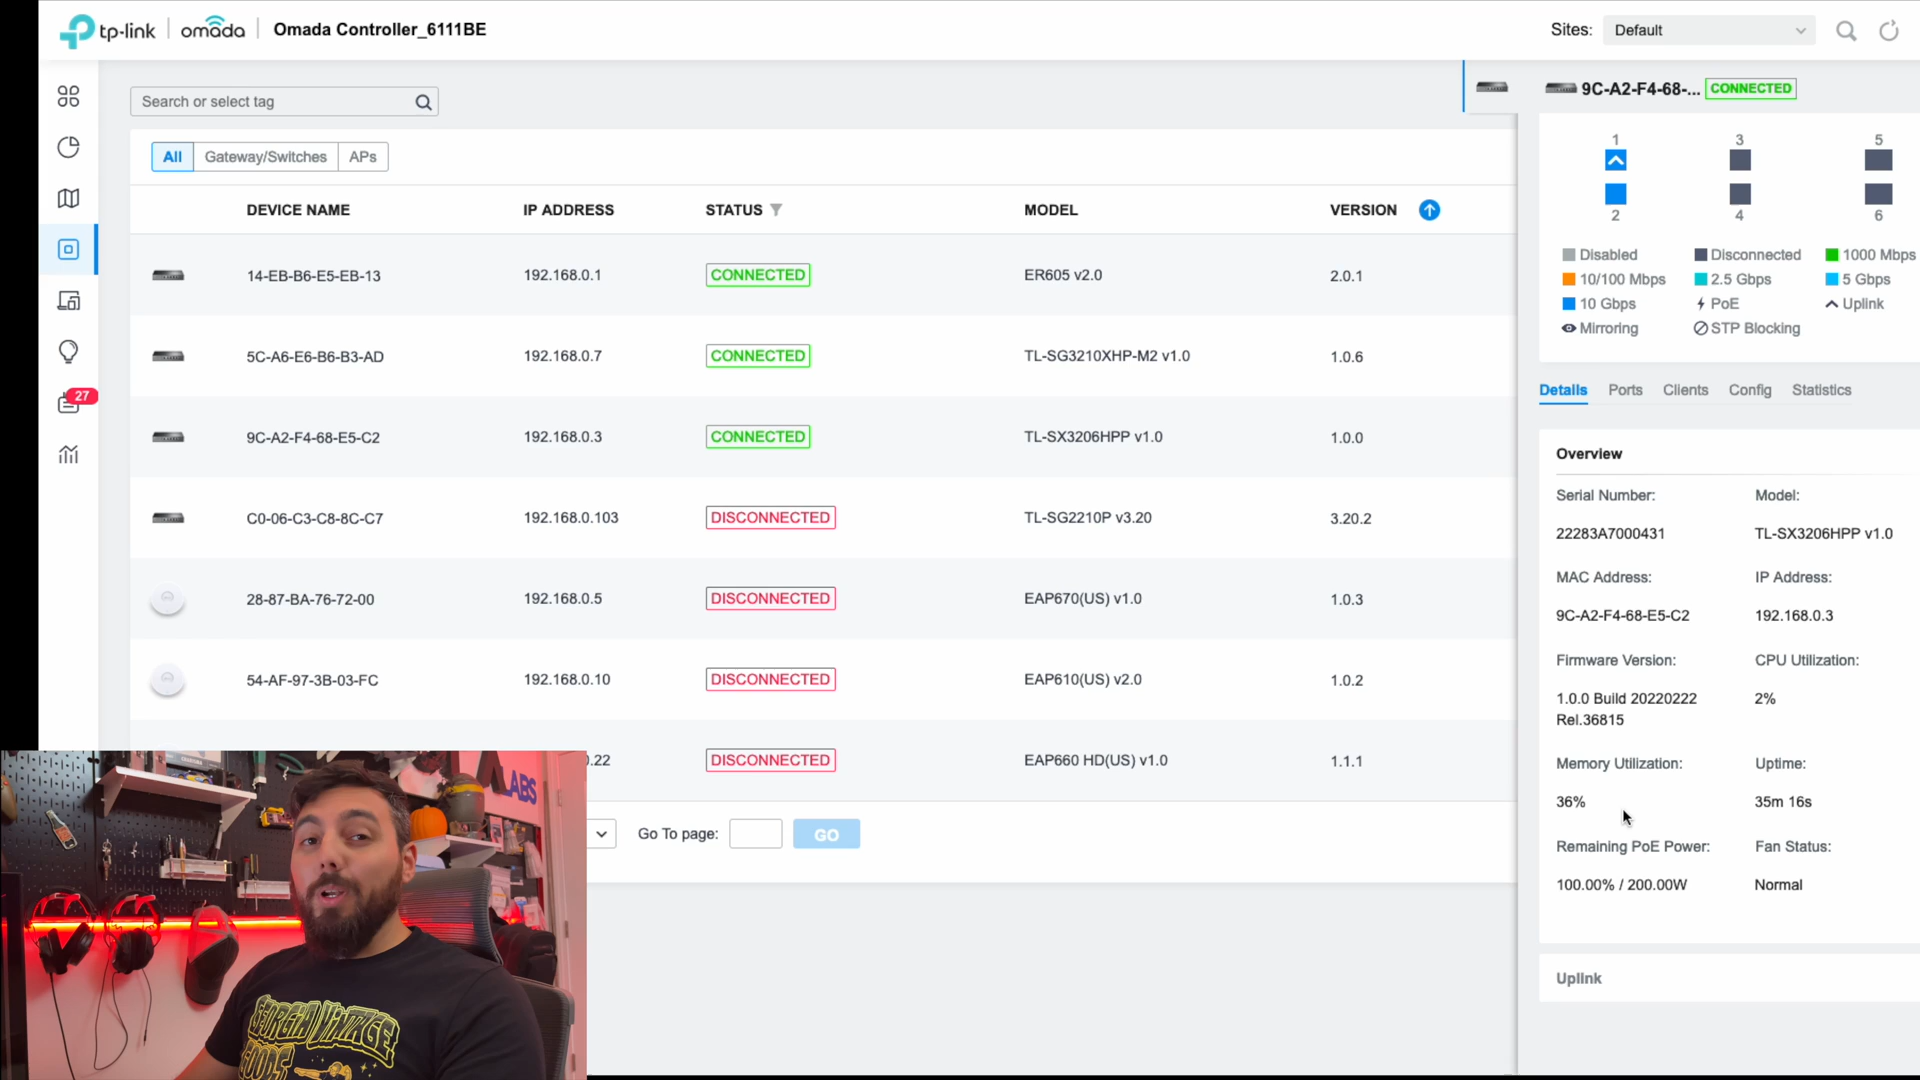 tp-link | omada | Omada Controller_6111BE
Sites: Default
Search or select tag
All Gateway/Switches APs
DEVICE NAME IP ADDRESS STATUS MODEL VERSION
14-EB-B6-E5-EB-13 192.168.0.1 CONNECTED ER605 v2.0 2.0.1
5C-A6-E6-B6-B3-AD 192.168.0.7 CONNECTED TL-SG3210XHP-M2 v1.0 1.0.6
9C-A2-F4-68-E5-C2 192.168.0.3 CONNECTED TL-SX3206HPP v1.0 1.0.0
C0-06-C3-C8-8C-C7 192.168.0.103 DISCONNECTED TL-SG2210P v3.20 3.20.2
28-87-BA-76-72-00 192.168.0.5 DISCONNECTED EAP670(US) v1.0 1.0.3
54-AF-97-3B-03-FC 192.168.0.10 DISCONNECTED EAP610(US) v2.0 1.0.2
.22 DISCONNECTED EAP660 HD(US) v1.0 1.1.1
Go To page: GO
27
9C-A2-F4-68-... CONNECTED
1 3 5
2 4 6
Disabled Disconnected 1000 Mbps
10/100 Mbps 2.5 Gbps 5 Gbps
10 Gbps PoE Uplink
Mirroring STP Blocking
Details Ports Clients Config Statistics
Overview
Serial Number: Model:
22283A7000431 TL-SX3206HPP v1.0
MAC Address: IP Address:
9C-A2-F4-68-E5-C2 192.168.0.3
Firmware Version: CPU Utilization:
1.0.0 Build 20220222 2%
Rel.36815
Memory Utilization: Uptime:
36% 35m 16s
Remaining PoE Power: Fan Status:
100.00% / 200.00W Normal
Uplink
LABS
GEORGIA VINTAGE
GOODS